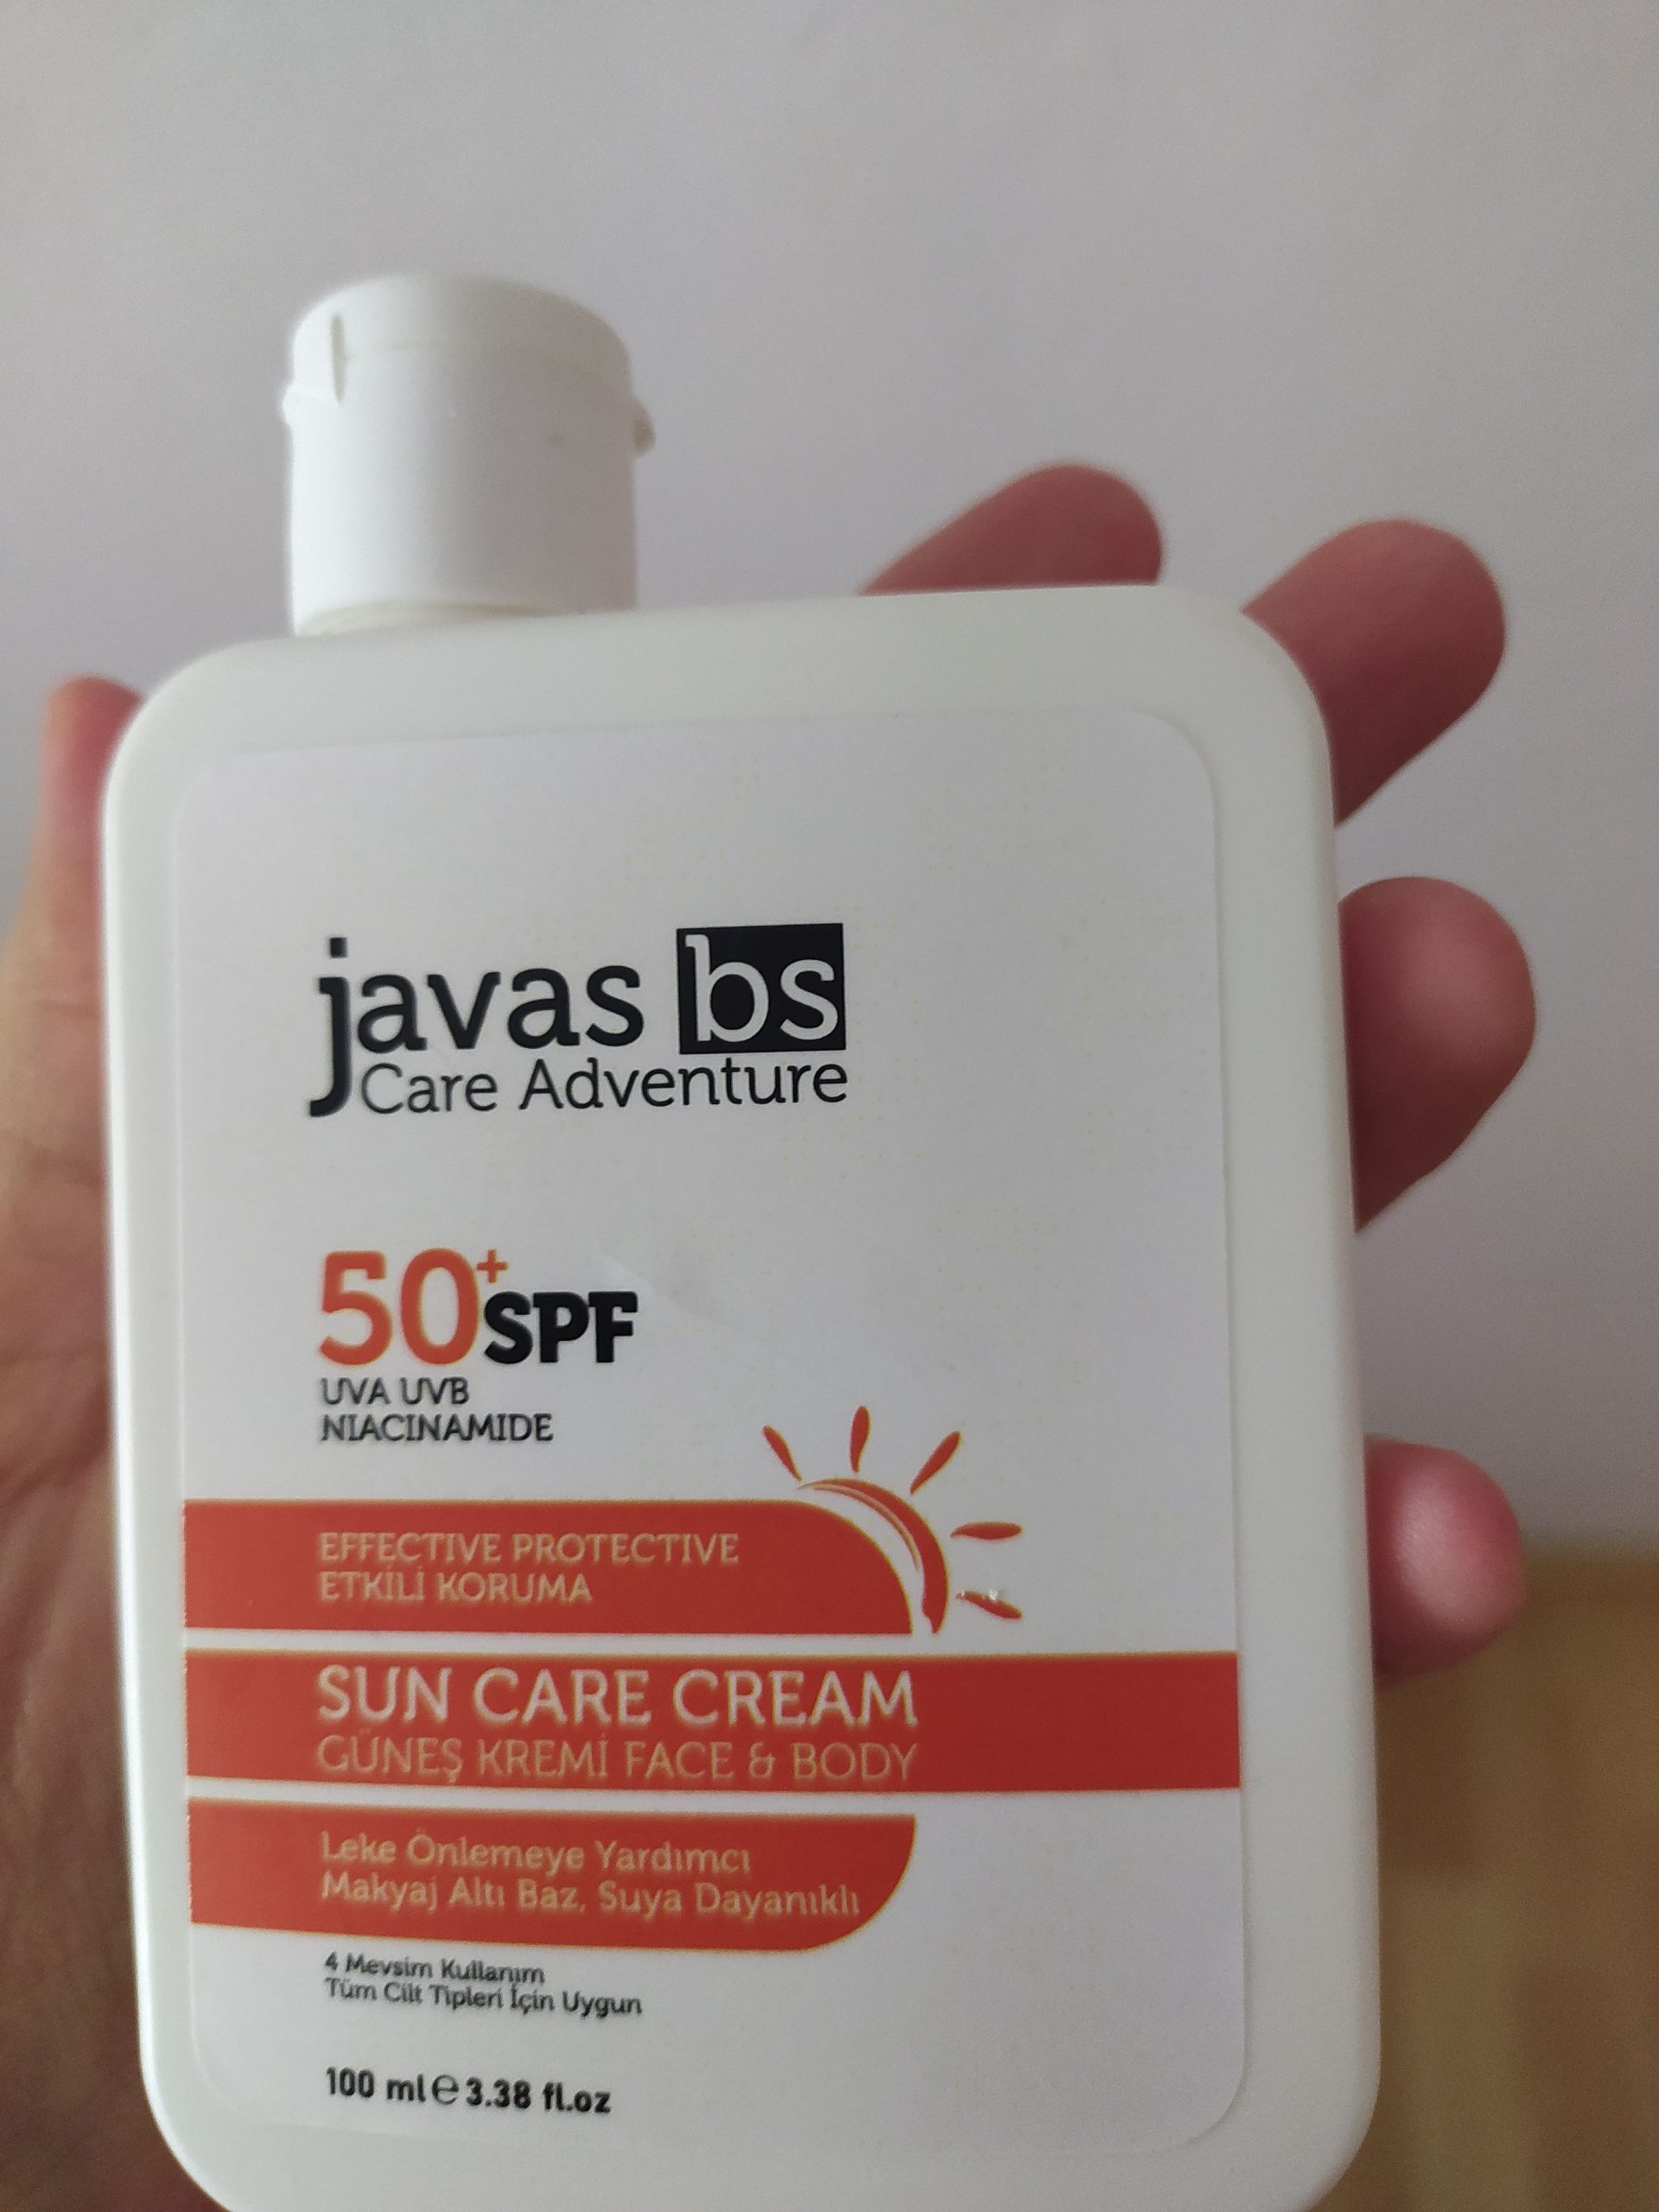 javas bs
Care Adventure
50+ SPF
UVA UVB
NIACINAMIDE
EFFECTIVE PROTECTIVE
ETKİLİ KORUMA
SUN CARE CREAM
GÜNEŞ KREMİ FACE & BODY
Leke Önlemeye Yardımcı
Makyaj Altı Baz, Suya Dayanıklı
4 Mevsim Kullanım
Tüm Cilt Tipleri İçin Uygun
100 ml ℮ 3.38 fl.oz